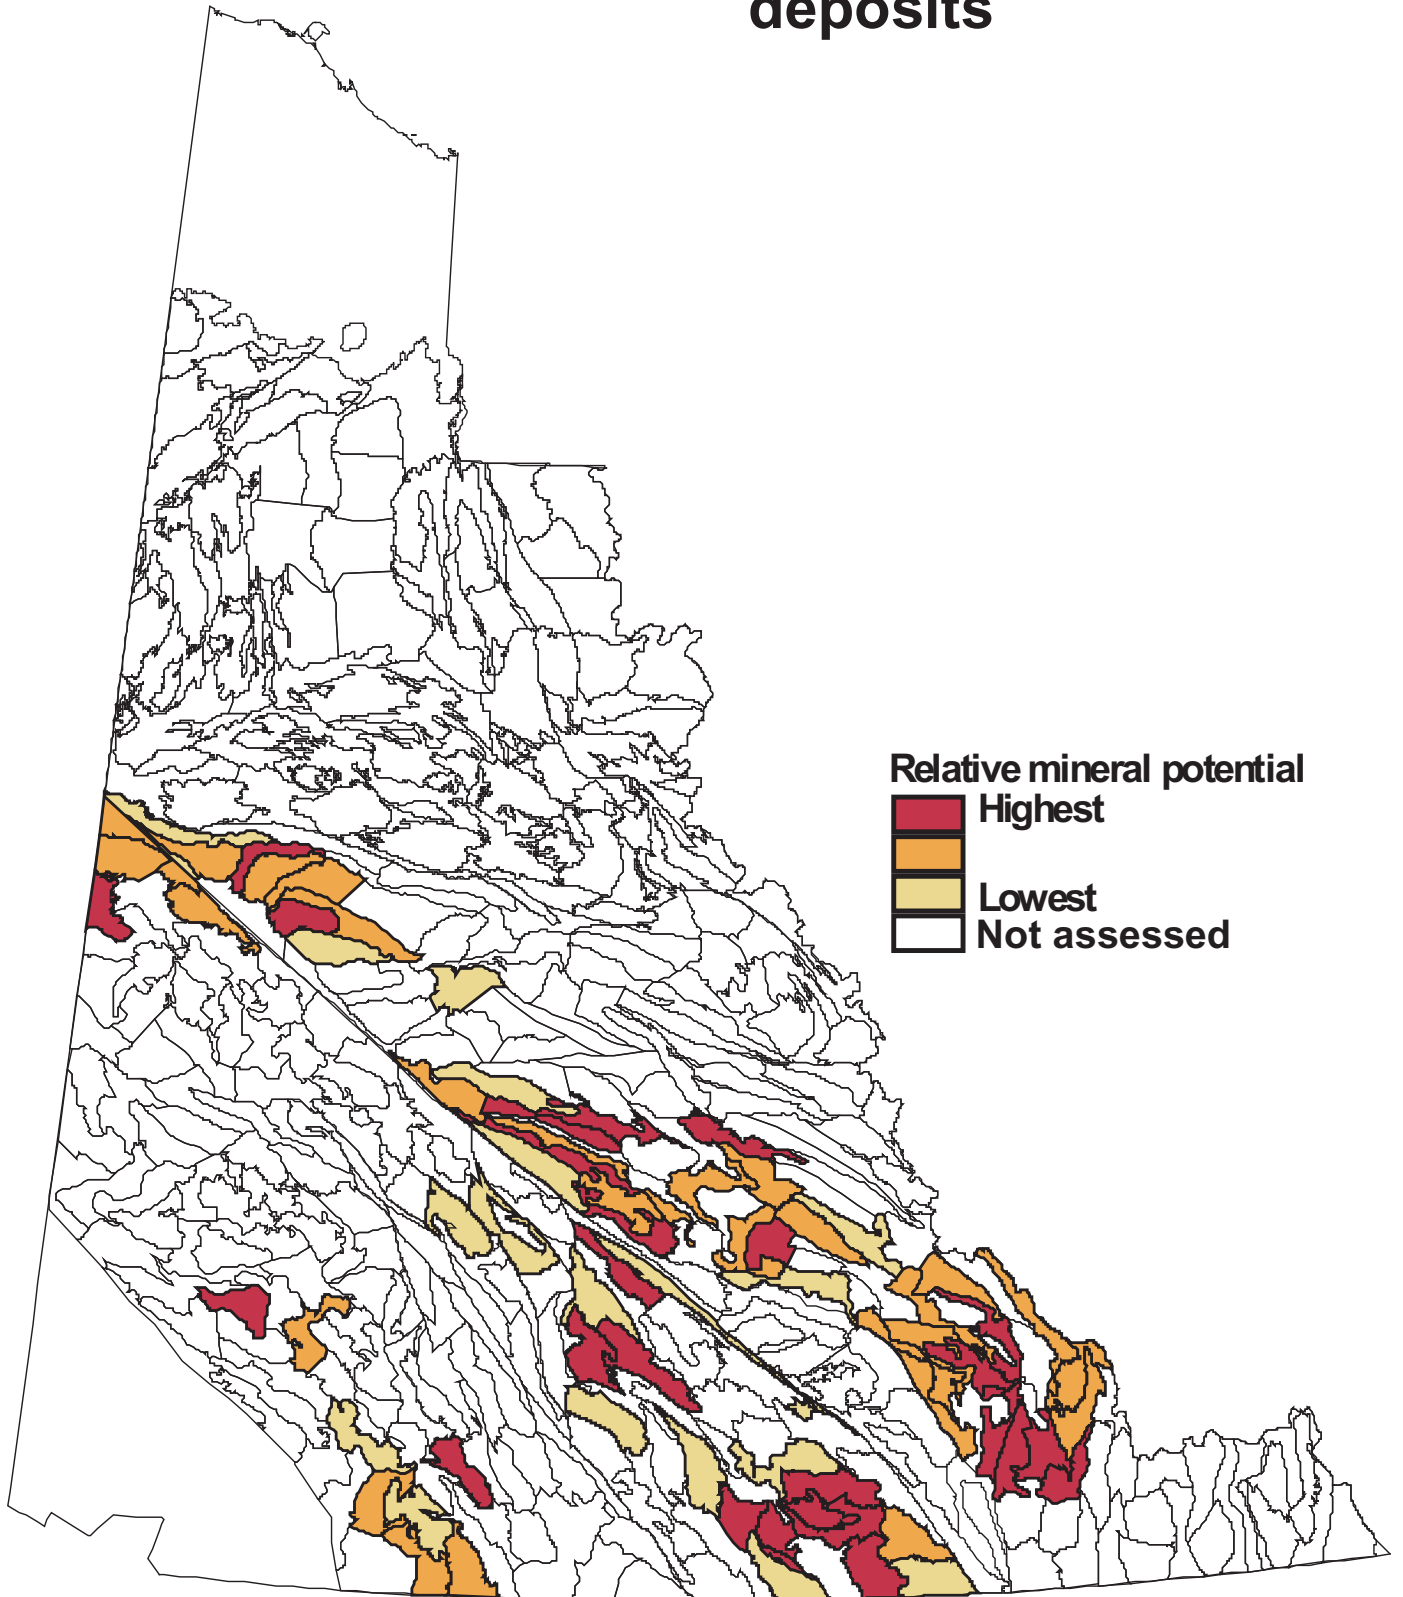 deposits
Relative mineral potential
Highest
Lowest
Not assessed